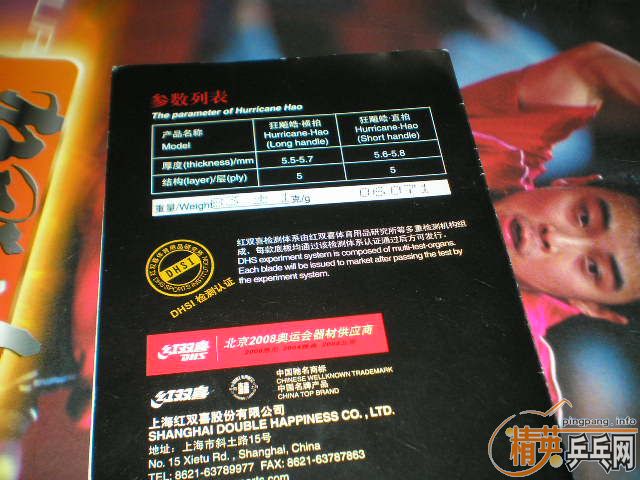 参数列表
The parameter of Hurricane Hao
产品名称 狂飚皓·横拍 狂飚皓·直拍
Model Hurricane-Hao Hurricane-Hao
(Long handle) (Short handle)
厚度(thickness)/mm 5.5-5.7 5.6-5.8
结构(layer)/层(ply) 5 5
重量/Weight 克/g
红双喜检测体系由红双喜体育用品研究所等多重检测机构组
成，每款底板均通过该检测体系认证通过后方可发行。
DHS experiment system is composed of multi-test-organs.
Each blade will be issued to market after passing the test by
the experiment system.
DHSI
DHSI 检测认证
红双喜 DHS
北京2008奥运会器材供应商
红双喜
中国驰名商标
CHINESE WELLKNOWN TRADEMARK
中国名牌产品
CHINA TOP BRAND
上海红双喜股份有限公司
SHANGHAI DOUBLE HAPPINESS CO., LTD.
地址：上海市斜土路15号
No. 15 Xietu Rd., Shanghai, China
TEL: 8621-63789977 FAX: 8621-63787863
pingpang.info
精英乒乓网